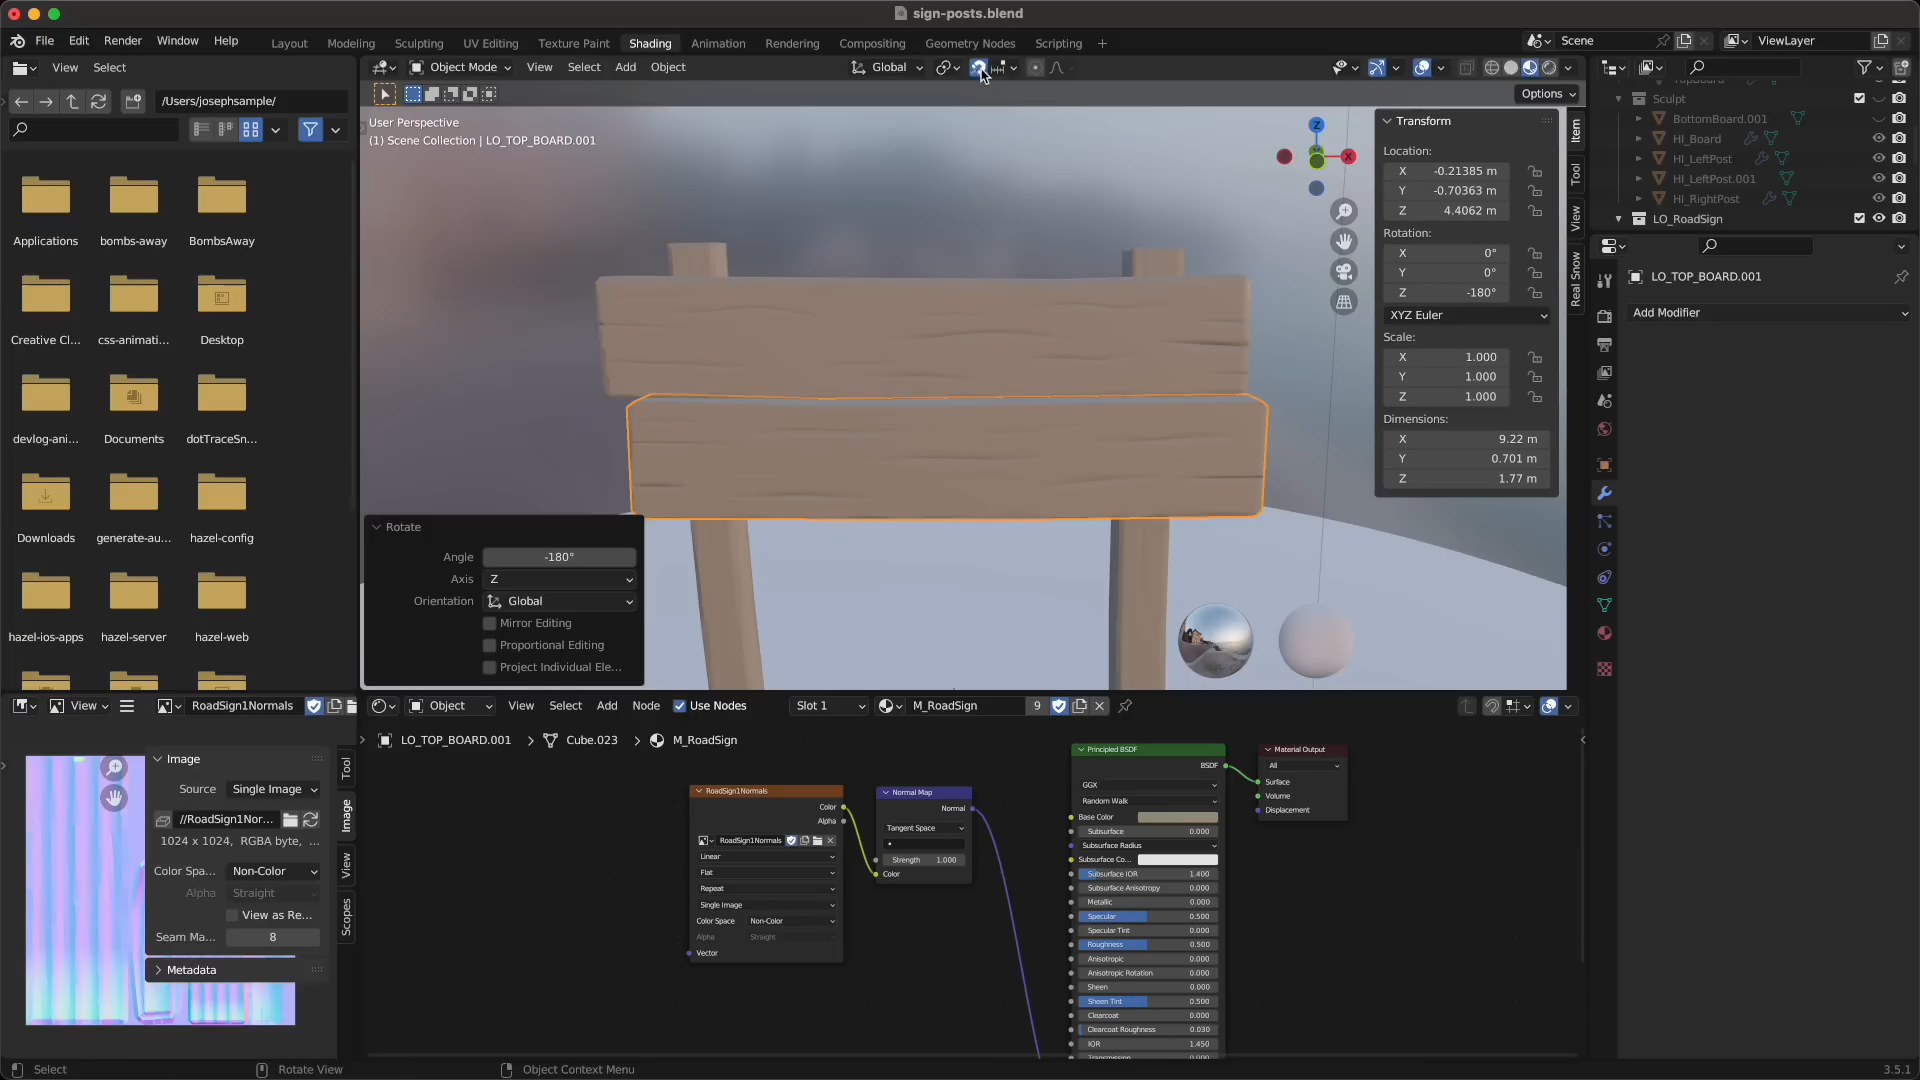 sign-posts.blend
File Edit Render Window Help
Layout Modeling Sculpting UV Editing Texture Paint Shading Animation Rendering Compositing Geometry Nodes Scripting
Scene
ViewLayer
View Select
Object Mode View Select Add Object
Global
/Users/josephsample/
Options
User Perspective
(1) Scene Collection | LO_TOP_BOARD.001
Applications bombs-away BombsAway
Creative Cl... css-animati... Desktop
devlog-ani... Documents dotTraceSn...
Downloads generate-au... hazel-config
hazel-ios-apps hazel-server hazel-web
Z
X
Transform
Location:
X -0.21385 m
Y -0.70363 m
Z 4.4062 m
Rotation:
X 0°
Y 0°
Z -180°
XYZ Euler
Scale:
X 1.000
Y 1.000
Z 1.000
Dimensions:
X 9.22 m
Y 0.701 m
Z 1.77 m
Item
Tool
View
Real Snow
Sculpt
BottomBoard.001
HI_Board
HI_LeftPost
HI_LeftPost.001
HI_RightPost
LO_RoadSign
LO_TOP_BOARD.001
Add Modifier
Rotate
Angle -180°
Axis Z
Orientation Global
Mirror Editing
Proportional Editing
Project Individual Ele...
View
RoadSign1Normals
Image
Source Single Image
//RoadSign1Nor...
1024 x 1024, RGBA byte, ...
Color Spa... Non-Color
Alpha Straight
View as Re...
Seam Ma... 8
Metadata
Tool
Image
View
Scopes
Object View Select Add Node Use Nodes Slot 1 M_RoadSign 9
LO_TOP_BOARD.001 > Cube.023 > M_RoadSign
RoadSign1Normals
Color
Alpha
RoadSign1Normals
Linear
Flat
Repeat
Single Image
Color Space Non-Color
Alpha Straight
Vector
Normal Map
Normal
Tangent Space
Strength 1.000
Color
Principled BSDF
BSDF
GGX
Random Walk
Base Color
Subsurface 0.000
Subsurface Radius
Subsurface Co...
Subsurface IOR 1.400
Subsurface Anisotropy 0.000
Metallic 0.000
Specular 0.500
Specular Tint 0.000
Roughness 0.500
Anisotropic 0.000
Anisotropic Rotation 0.000
Sheen 0.000
Sheen Tint 0.500
Clearcoat 0.000
Clearcoat Roughness 0.030
IOR 1.450
Transmission 0.000
Material Output
All
Surface
Volume
Displacement
Select
Rotate View
Object Context Menu
3.5.1